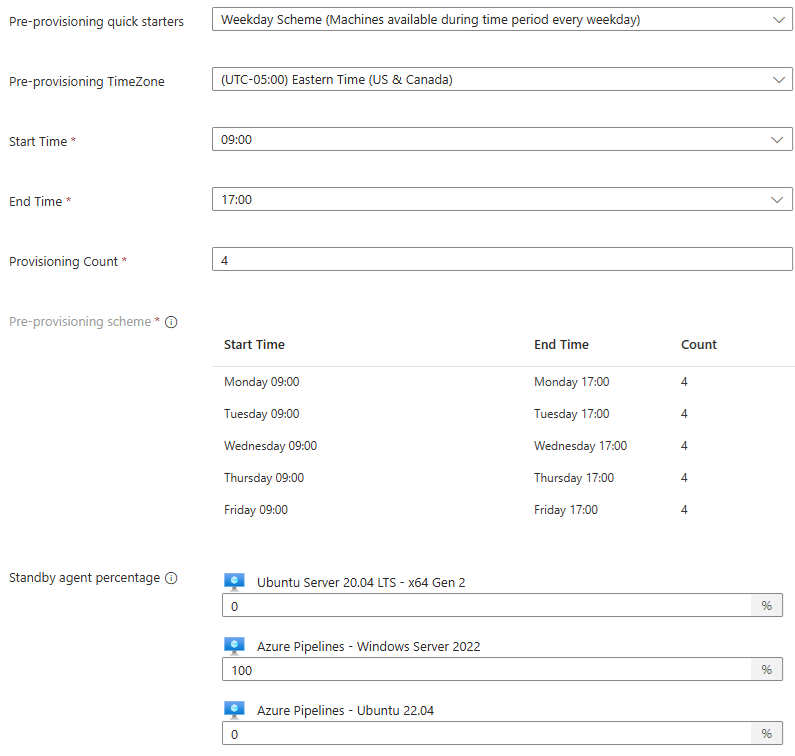 Pre-provisioning quick starters Weekday Scheme (Machines available during time period every weekday)
Pre-provisioning TimeZone (UTC-05:00) Eastern Time (US & Canada)
Start Time * 09:00
End Time * 17:00
Provisioning Count * 4
Pre-provisioning scheme *
Start Time End Time Count
Monday 09:00 Monday 17:00 4
Tuesday 09:00 Tuesday 17:00 4
Wednesday 09:00 Wednesday 17:00 4
Thursday 09:00 Thursday 17:00 4
Friday 09:00 Friday 17:00 4
Standby agent percentage
Ubuntu Server 20.04 LTS - x64 Gen 2
0 %
Azure Pipelines - Windows Server 2022
100 %
Azure Pipelines - Ubuntu 22.04
0 %